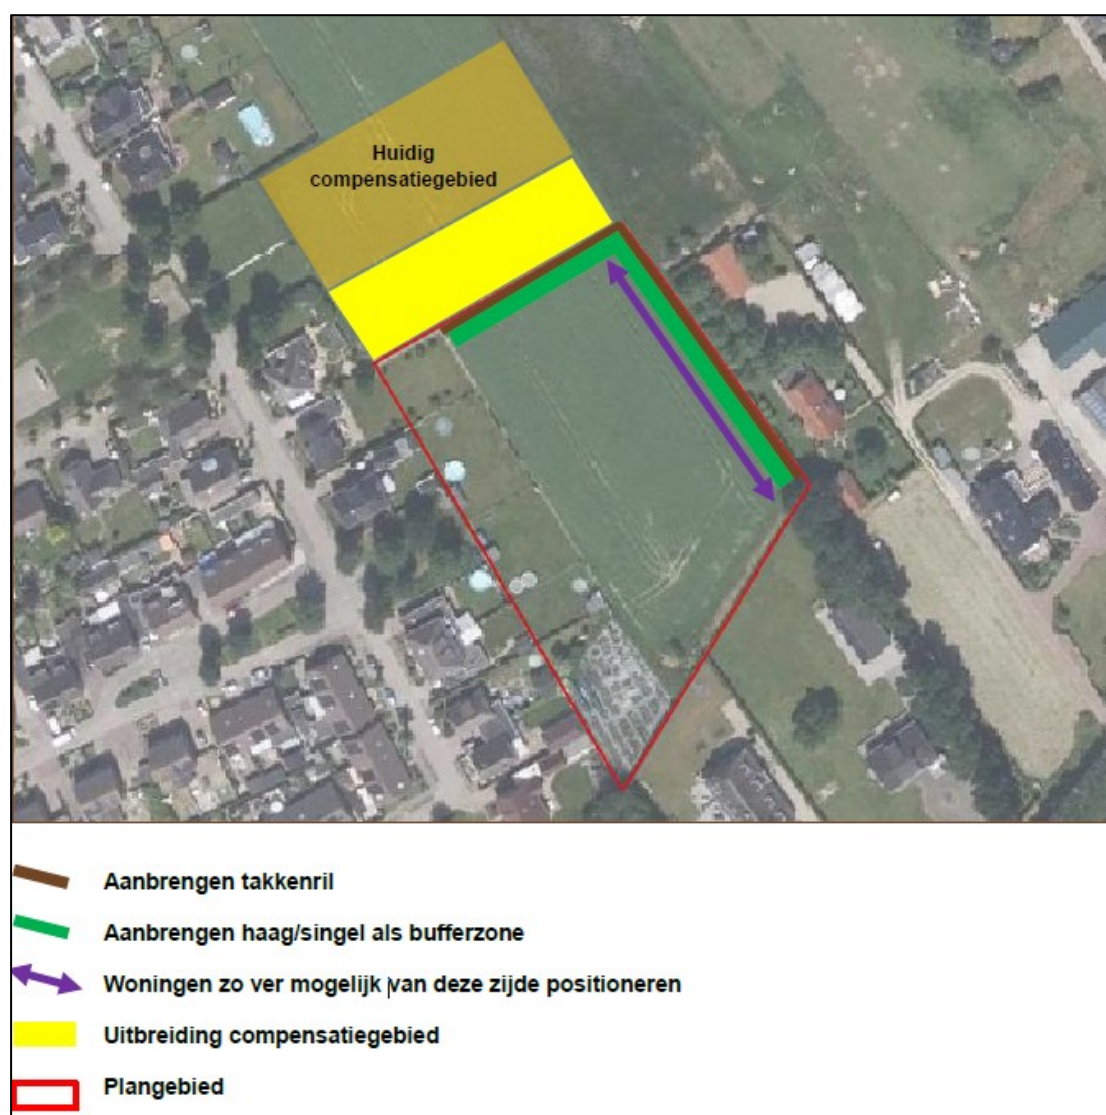 Huidig
compensatiegebied
Aanbrengen takkenril
Aanbrengen haag/singel als bufferzone
Woningen zo ver mogelijk van deze zijde positioneren
Uitbreiding compensatiegebied
Plangebied